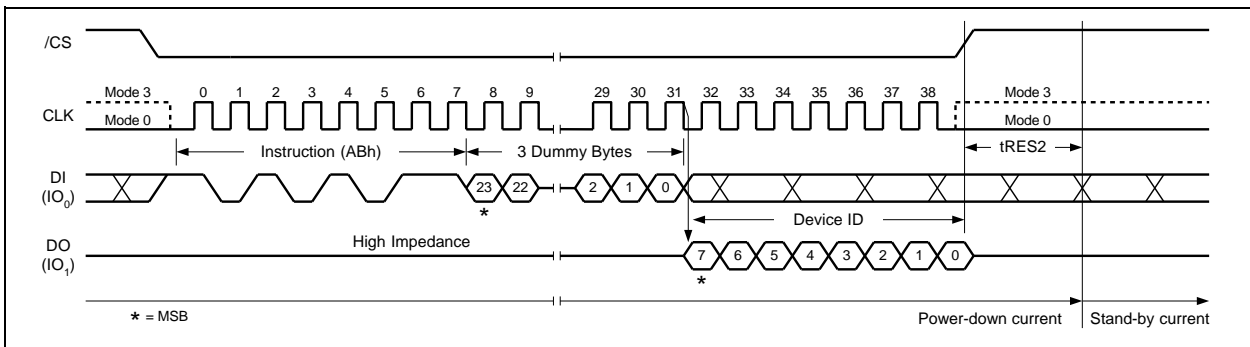 /CS
Mode 3 0 1 2 3 4 5 6 7 8 9 29 30 31 32 33 34 35 36 37 38 Mode 3
CLK
Mode 0 Mode 0
Instruction (ABh) 3 Dummy Bytes tRES2
DI
(IO0)
23 22 2 1 0
*
Device ID
High Impedance
DO
(IO1)
7 6 5 4 3 2 1 0
*
* = MSB
Power-down current Stand-by current